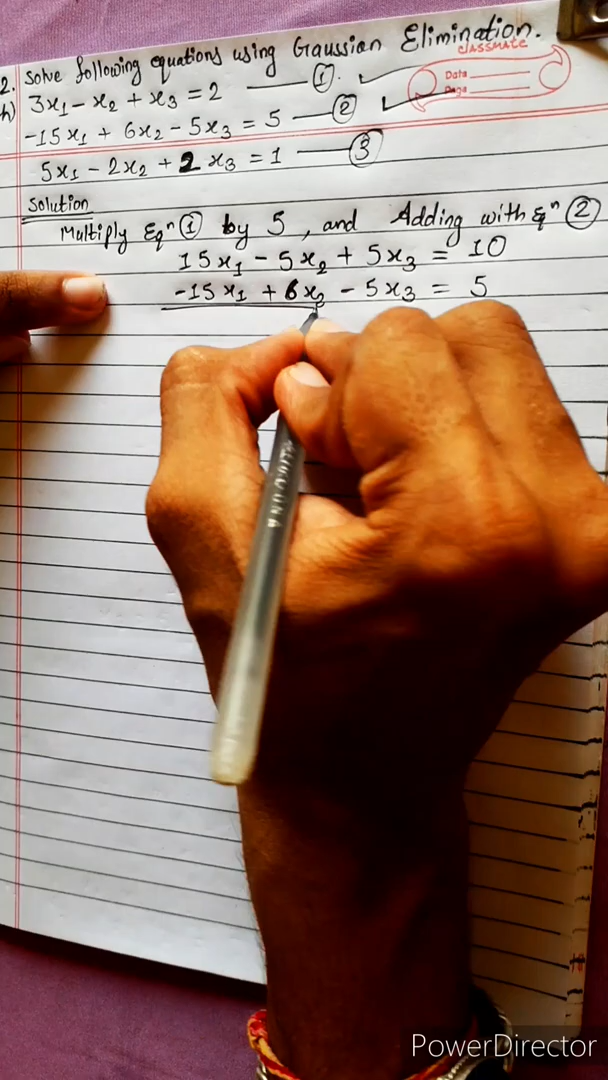 2. Solve following equations using Gaussian Elimination.
classmate
Date
Page
h) 3x₁ - x₂ + x₃ = 2 —— ①
-15x₁ + 6x₂ - 5x₃ = 5 —— ②
5x₁ - 2x₂ + 2x₃ = 1 —— ③
Solution
Multiply Eqⁿ ① by 5, and Adding with Eqⁿ ②
15x₁ - 5x₂ + 5x₃ = 10
-15x₁ + 6x₂ - 5x₃ = 5
PowerDirector